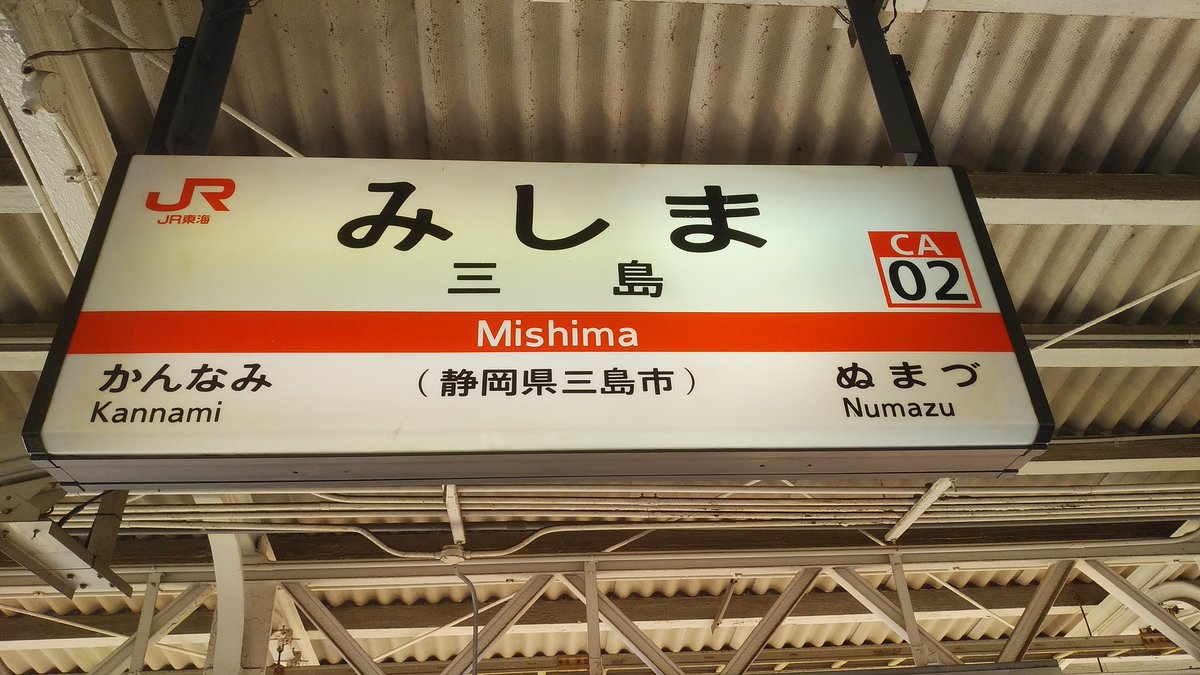 JR
JR東海
みしま
三島
CA
02
Mishima
かんなみ
Kannami
(静岡県三島市)
ぬまづ
Numazu